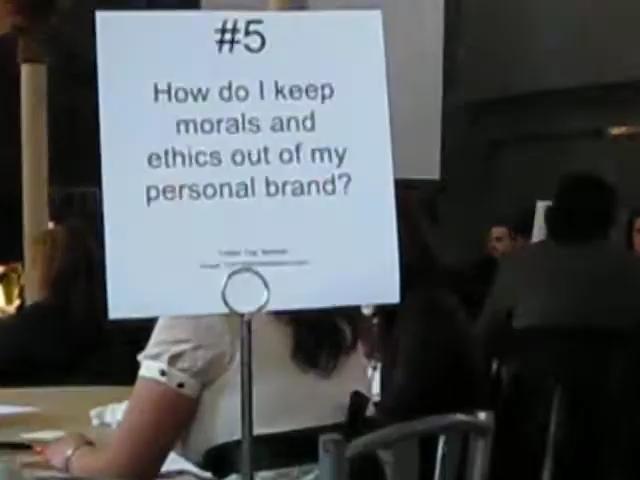 #5
How do I keep
morals and
ethics out of my
personal brand?